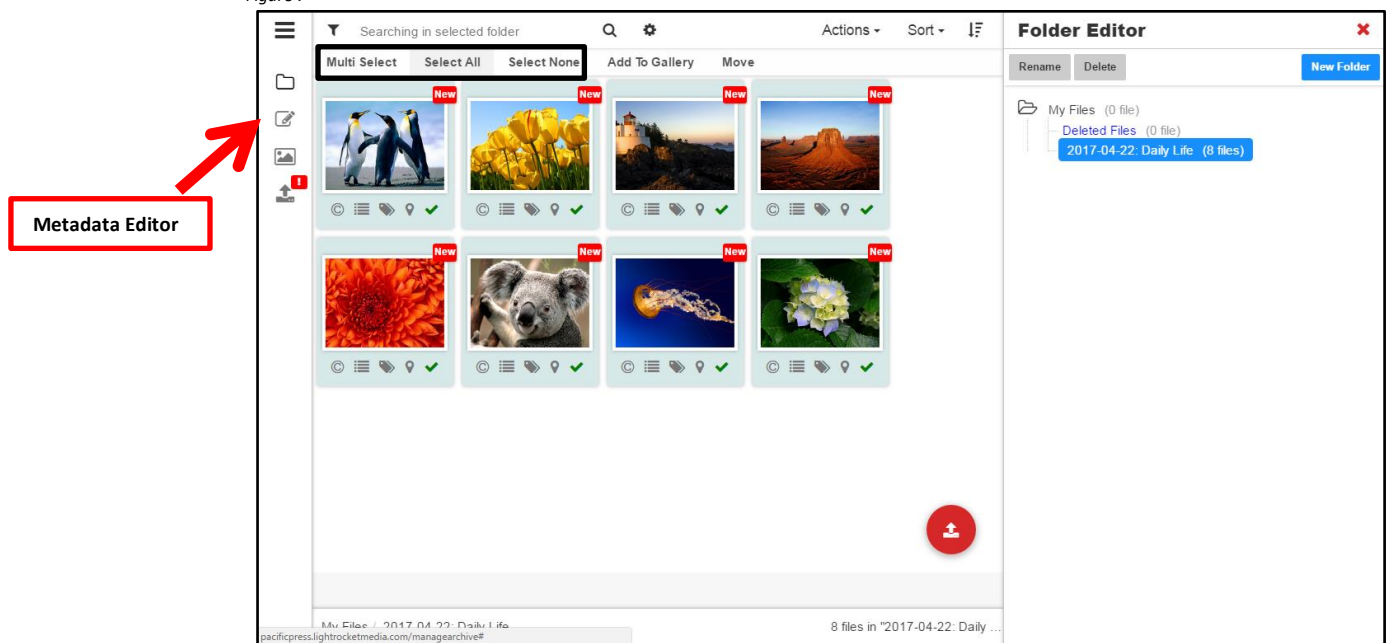 Searching in selected folder
Actions
Sort
Folder Editor
Multi Select Select All Select None Add To Gallery Move
Rename Delete New Folder
New New New New
My Files (0 file)
Deleted Files (0 file)
2017-04-22: Daily Life (8 files)
Metadata Editor
© © © ©
New New New New
© © © ©
My Files / 2017-04-22: Daily Life
8 files in "2017-04-22: Daily ...
pacificpress.lightrocketmedia.com/managearchive#